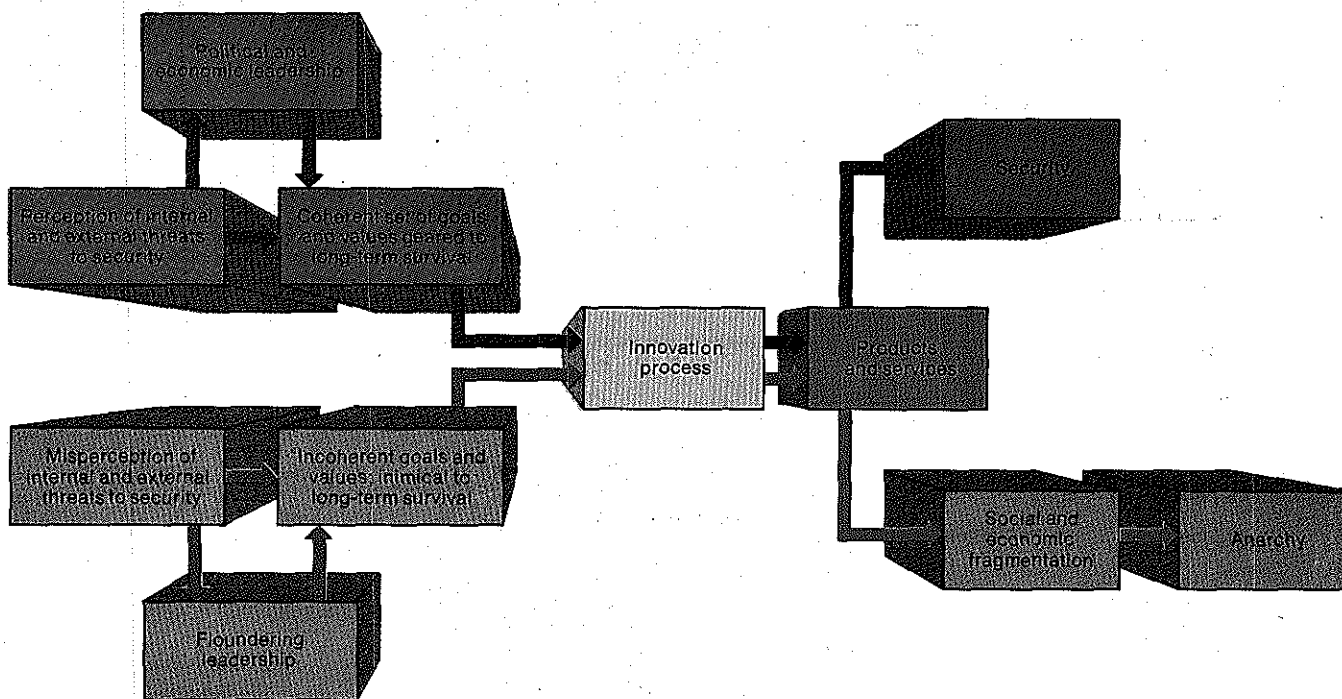 Political and
economic leadership
Perception of internal
and external threats
to security
Coherent set of goals
and values geared to
long-term survival
Security
Innovation
process
Products
and services
Misperception of
internal and external
threats to security
Incoherent goals and
values inimical to
long-term survival
Social and
economic
fragmentation
Anarchy
Floundering
leadership